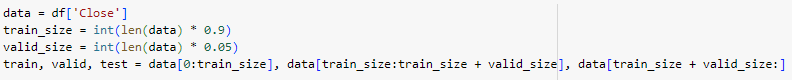 data = df['Close']
train_size = int(len(data) * 0.9)
valid_size = int(len(data) * 0.05)
train, valid, test = data[0:train_size], data[train_size:train_size + valid_size], data[train_size + valid_size:]